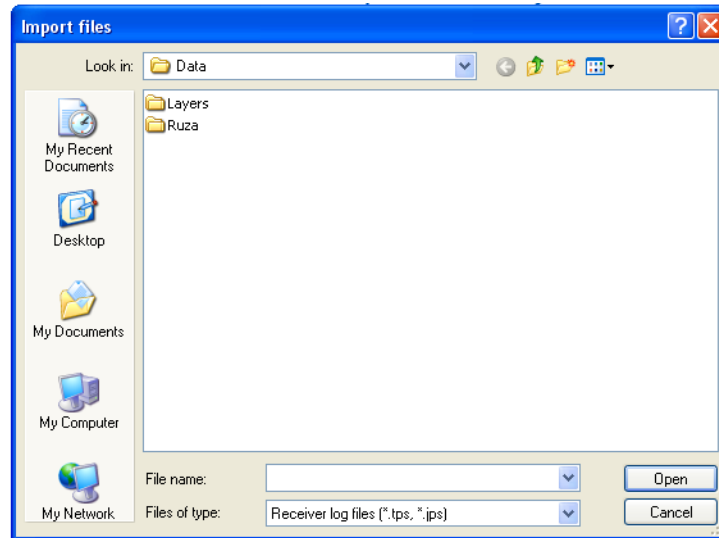 Import files
Look in: Data
Layers
Ruza
My Recent
Documents
Desktop
My Documents
My Computer
My Network
File name:
Open
Files of type: Receiver log files (*.tps, *.jps)
Cancel